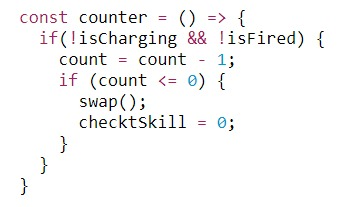 const counter = () => {
  if(!isCharging && !isFired) {
    count = count - 1;
    if (count <= 0) {
      swap();
      checktSkill = 0;
    }
  }
}